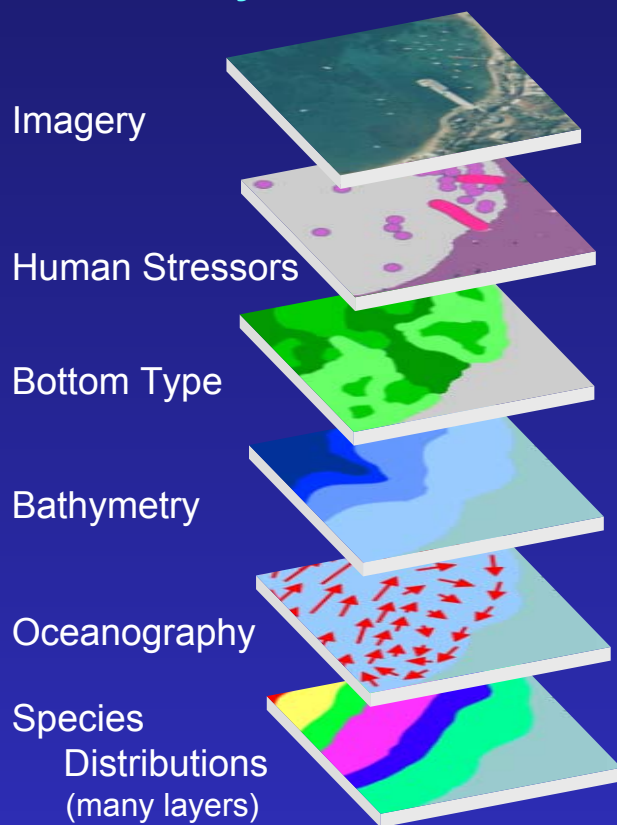 Imagery
Human Stressors
Bottom Type
Bathymetry
Oceanography
Species
Distributions
(many layers)